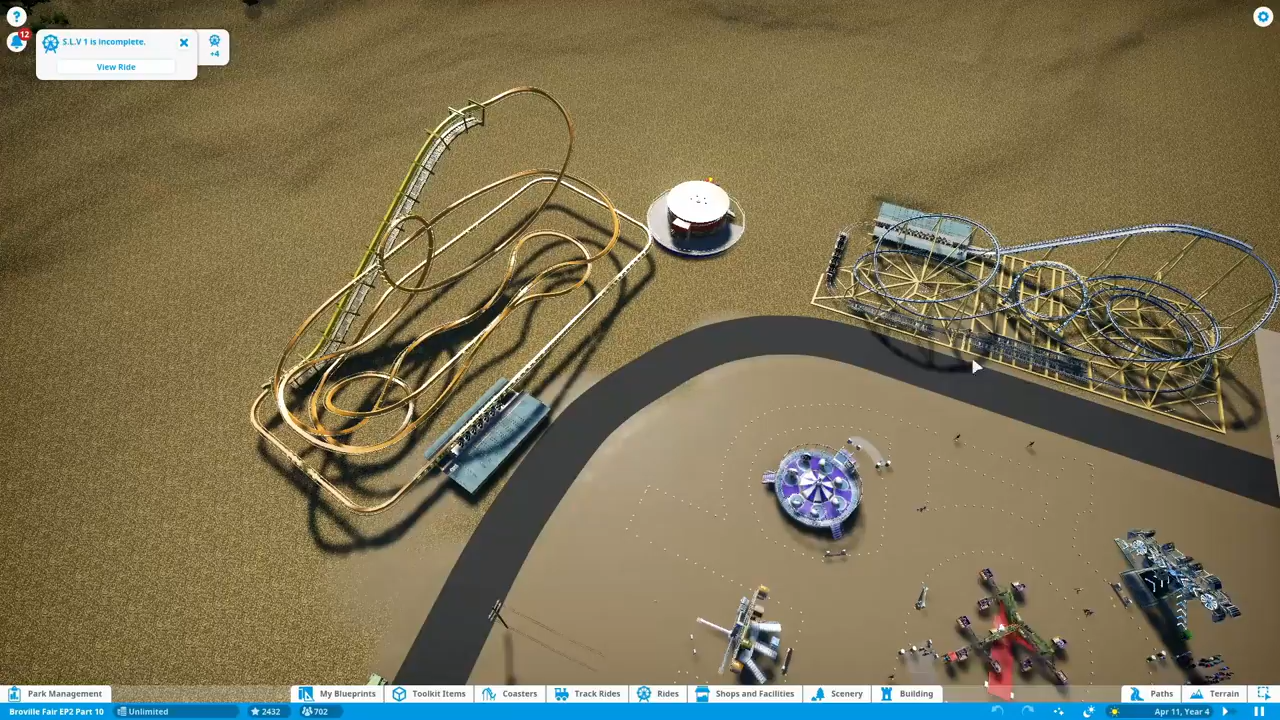 ?
12
S.L.V 1 is incomplete.
+4
View Ride
Park Management
My Blueprints
Toolkit Items
Coasters
Track Rides
Rides
Shops and Facilities
Scenery
Building
Paths
Terrain
Broville Fair EP2 Part 10
Unlimited
2432
702
Apr 11, Year 4